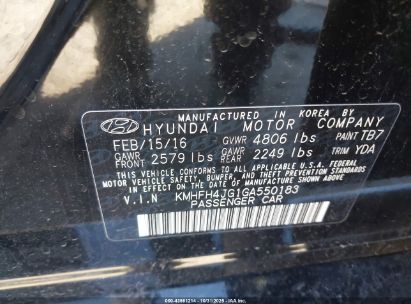 MANUFACTURED IN KOREA BY
HYUNDAI MOTOR COMPANY
FEB/15/16 GVWR 4806 lbs PAINT TB7
GAWR FRONT 2579 lbs GAWR REAR 2249 lbs TRIM YDA
THIS VEHICLE CONFORMS TO ALL APPLICABLE U.S.A. FEDERAL
MOTOR VEHICLE SAFETY, BUMPER, AND THEFT PREVENTION
STANDARDS IN EFFECT ON THE DATE OF MANUFACTURE SHOWN ABOVE.
V.I.N KMHFH4JG1GA550183
PASSENGER CAR